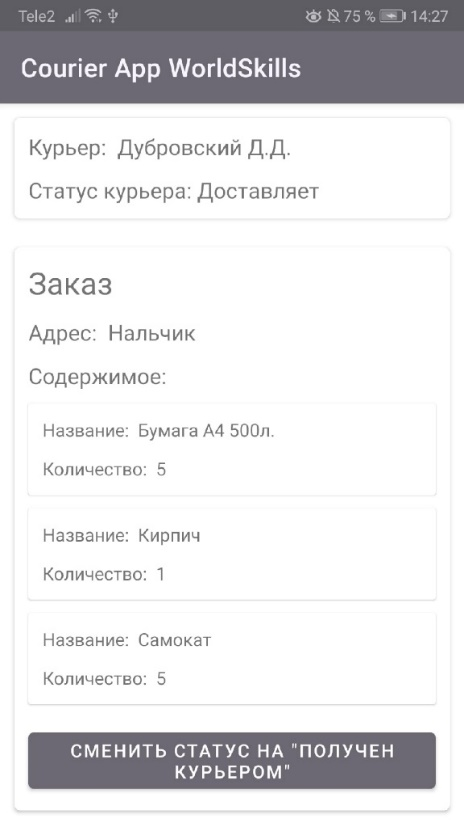 Tele2 75 % 14:27
Courier App WorldSkills
Курьер: Дубровский Д.Д.
Статус курьера: Доставляет
Заказ
Адрес: Нальчик
Содержимое:
Название: Бумага А4 500л.
Количество: 5
Название: Кирпич
Количество: 1
Название: Самокат
Количество: 5
СМЕНИТЬ СТАТУС НА "ПОЛУЧЕН
КУРЬЕРОМ"